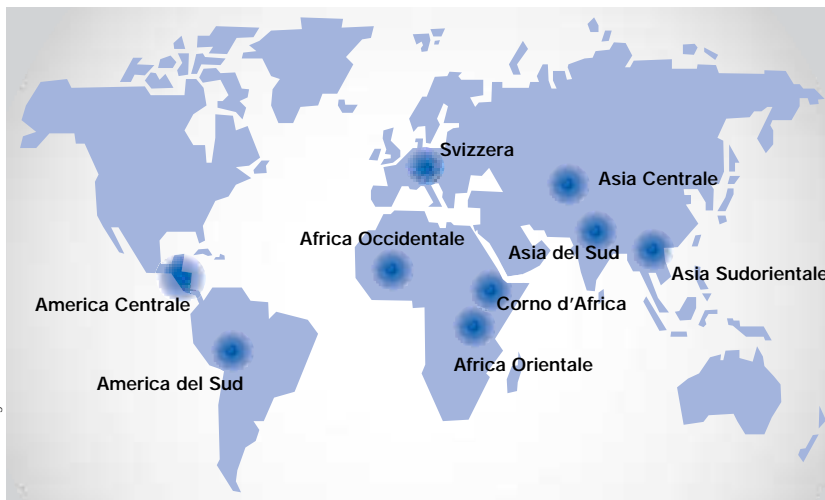 Svizzera
Asia Centrale
Africa Occidentale
Asia del Sud
Asia Sudorientale
America Centrale
Corno d'Africa
Africa Orientale
America del Sud